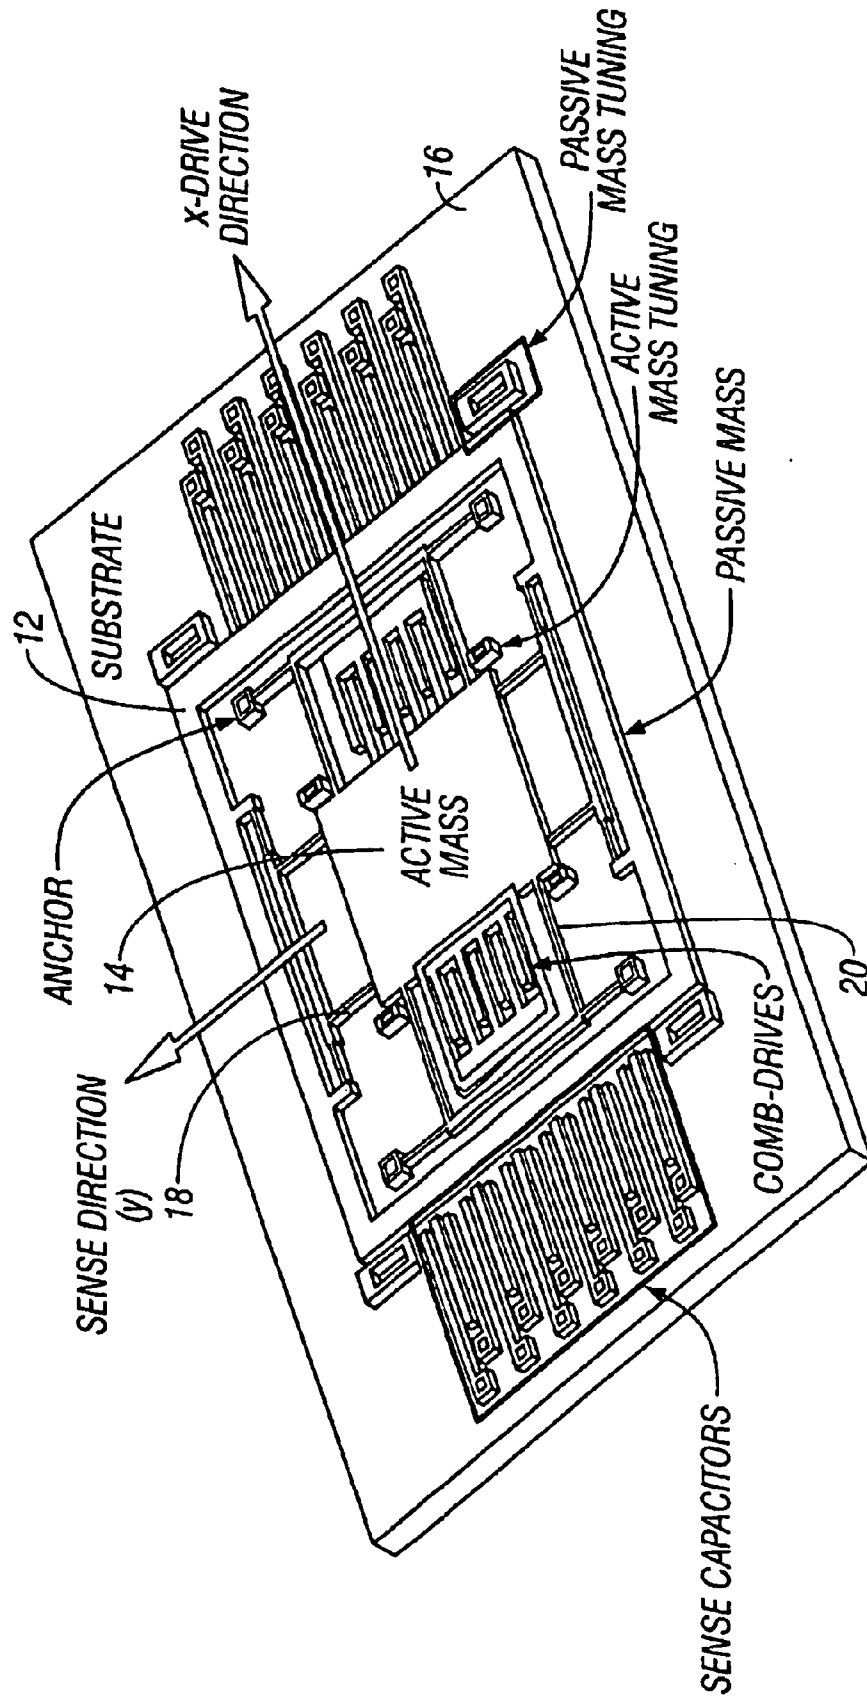 SENSE DIRECTION
(y)
18
14
ANCHOR
12
SUBSTRATE
X-DRIVE
DIRECTION
16
ACTIVE
MASS
SENSE CAPACITORS
COMB-DRIVES
20
PASSIVE MASS
ACTIVE
MASS TUNING
PASSIVE
MASS TUNING